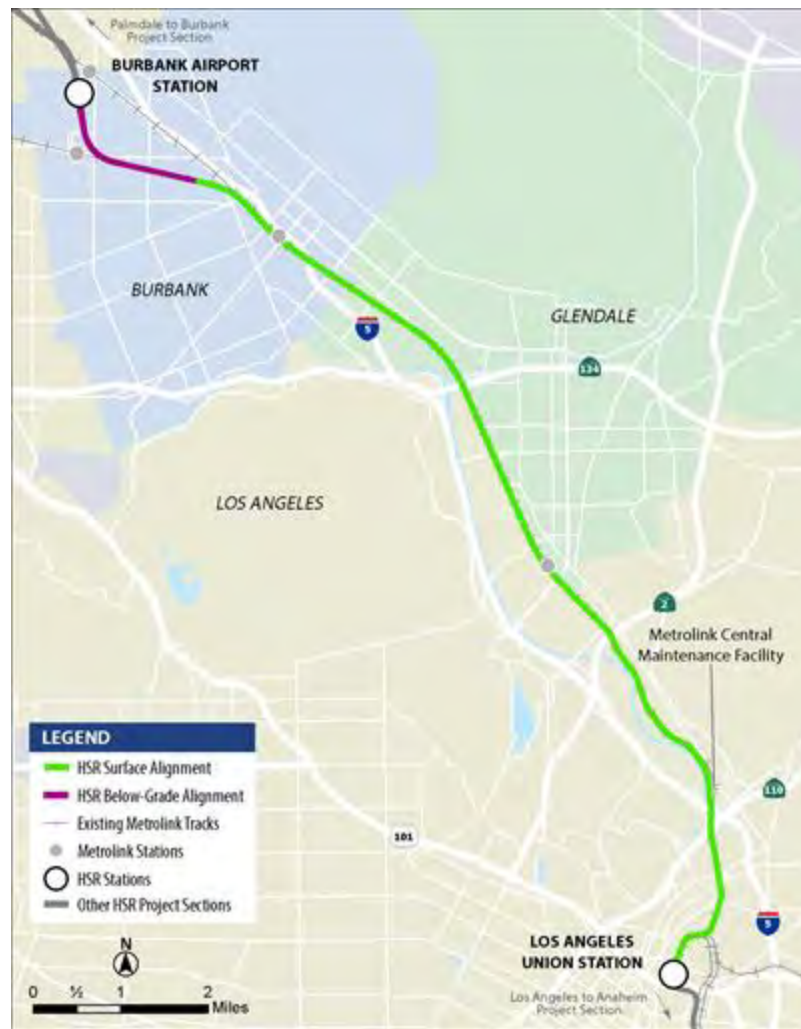 Palmdale to Burbank
Project Section
BURBANK AIRPORT
STATION
BURBANK
GLENDALE
5
134
LOS ANGELES
2
Metrolink Central
Maintenance Facility
LEGEND
HSR Surface Alignment
HSR Below-Grade Alignment
Existing Metrolink Tracks
Metrolink Stations
HSR Stations
Other HSR Project Sections
110
101
5
LOS ANGELES
UNION STATION
N
0 ½ 1 2
Miles
Los Angeles to Anaheim
Project Section